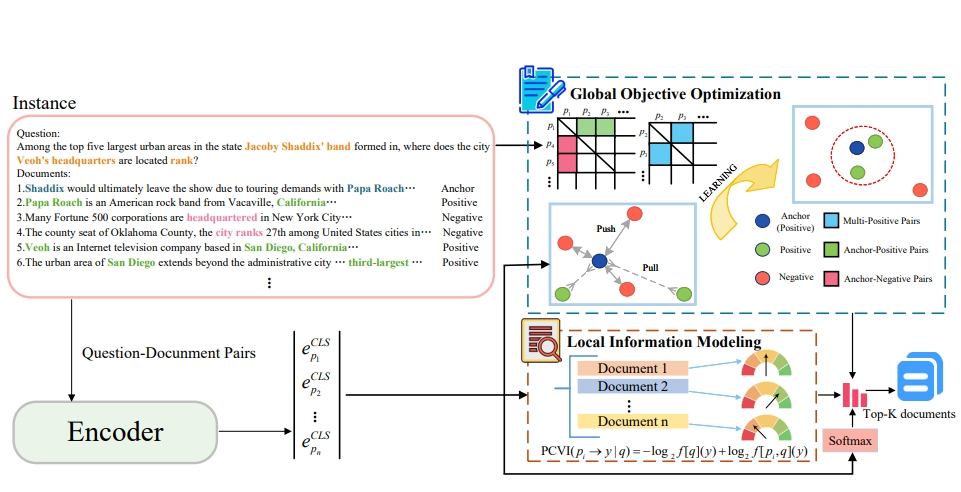 Instance
Question:
Among the top five largest urban areas in the state Jacoby Shaddix' band formed in, where does the city
Veoh's headquarters are located rank?
Documents:
1.Shaddix would ultimately leave the show due to touring demands with Papa Roach⋯ Anchor
2.Papa Roach is an American rock band from Vacaville, California⋯ Positive
3.Many Fortune 500 corporations are headquartered in New York City⋯ Negative
4.The county seat of Oklahoma County, the city ranks 27th among United States cities in⋯ Negative
5.Veoh is an Internet television company based in San Diego, California⋯ Positive
6.The urban area of San Diego extends beyond the administrative city ⋯ third-largest ⋯ Positive
⋮
Question-Documnent Pairs
Encoder
e_{p_1}^{CLS}
e_{p_2}^{CLS}
⋮
e_{p_n}^{CLS}
Global Objective Optimization
p_1 p_2 p_3 •••
p_1
p_4
p_5
⋮
p_2 p_3 •••
p_2
p_3
⋮
Push
Pull
LEARNING
Anchor
(Positive)
Multi-Positive Pairs
Positive
Anchor-Positive Pairs
Negative
Anchor-Negative Pairs
Local Information Modeling
Document 1
Document 2
⋮
Document n
PCVI(p_i → y | q) = −log_2 f[q](y) + log_2 f[p_i, q](y)
Top-K documents
Softmax